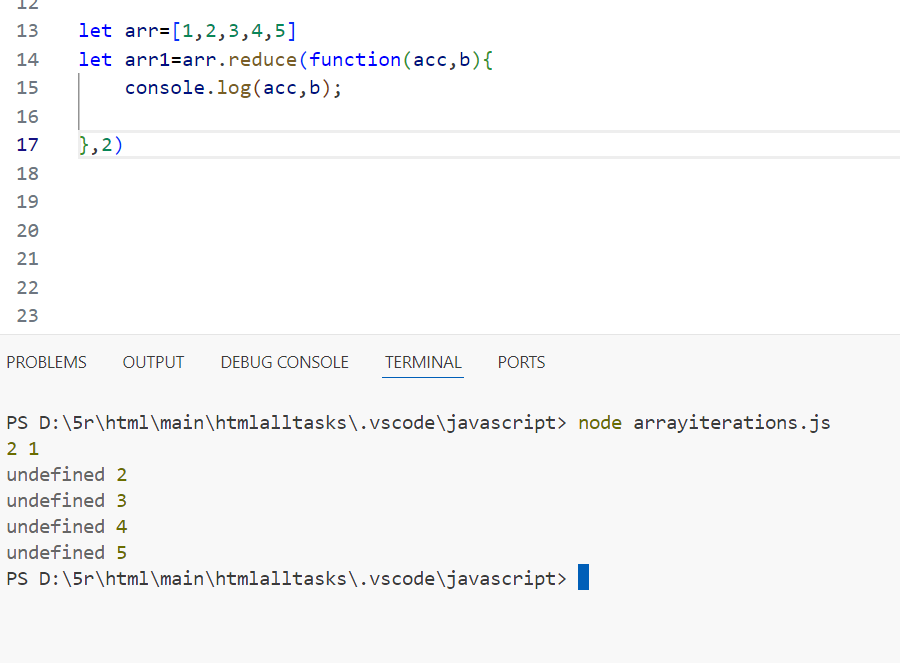 12
13 let arr=[1,2,3,4,5]
14 let arr1=arr.reduce(function(acc,b){
15     console.log(acc,b);
16
17 },2)
18
19
20
21
22
23
PROBLEMS OUTPUT DEBUG CONSOLE TERMINAL PORTS
PS D:\5r\html\main\htmlalltasks\.vscode\javascript> node arrayiterations.js
2 1
undefined 2
undefined 3
undefined 4
undefined 5
PS D:\5r\html\main\htmlalltasks\.vscode\javascript>